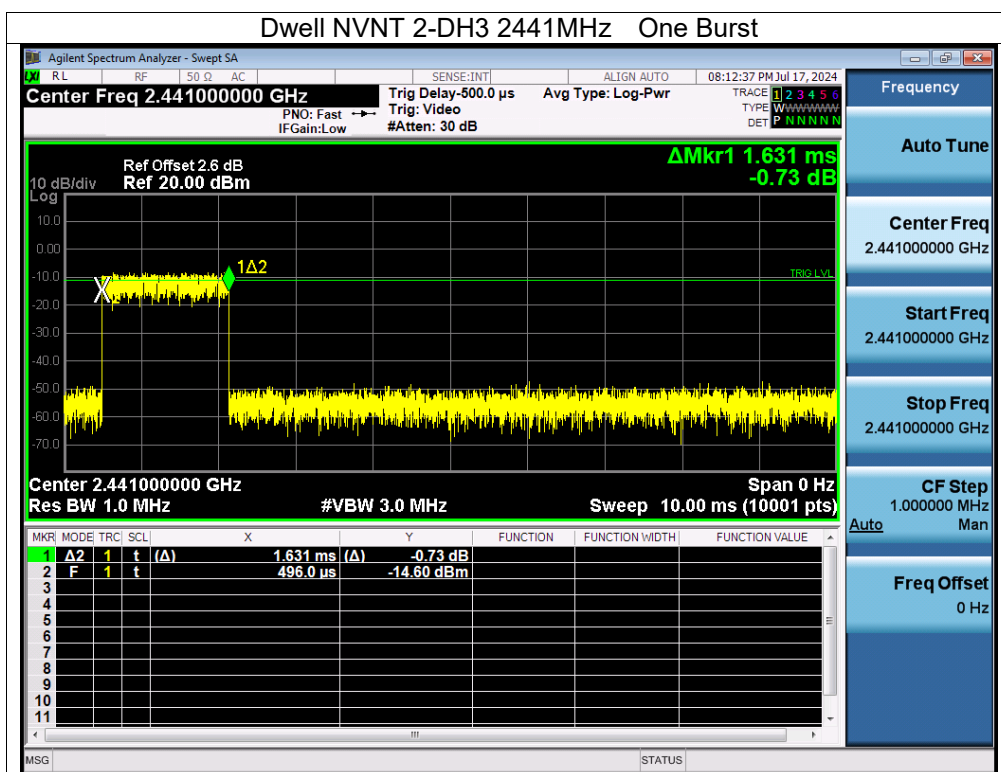 Dwell NVNT 2-DH3 2441MHz One Burst
Agilent Spectrum Analyzer - Swept SA
LXI RL RF 50 Ω AC SENSE:INT ALIGN AUTO 08:12:37 PM Jul 17, 2024
Center Freq 2.441000000 GHz
PNO: Fast
IFGain:Low
Trig Delay-500.0 µs
Trig: Video
#Atten: 30 dB
Avg Type: Log-Pwr
TRACE 1 2 3 4 5 6
TYPE WWWWWW
DET P N N N N N
ΔMkr1 1.631 ms
-0.73 dB
Ref Offset 2.6 dB
10 dB/div Ref 20.00 dBm
Log
10.0
0.00
-10.0
-20.0
-30.0
-40.0
-50.0
-60.0
-70.0
1Δ2
2
TRIG LVL
Center 2.441000000 GHz Span 0 Hz
Res BW 1.0 MHz #VBW 3.0 MHz Sweep 10.00 ms (10001 pts)
MKR MODE TRC SCL X Y FUNCTION FUNCTION WIDTH FUNCTION VALUE
1 Δ2 1 t (Δ) 1.631 ms (Δ) -0.73 dB
2 F 1 t 496.0 µs -14.60 dBm
3
4
5
6
7
8
9
10
11
MSG STATUS
Frequency
Auto Tune
Center Freq
2.441000000 GHz
Start Freq
2.441000000 GHz
Stop Freq
2.441000000 GHz
CF Step
1.000000 MHz
Auto Man
Freq Offset
0 Hz